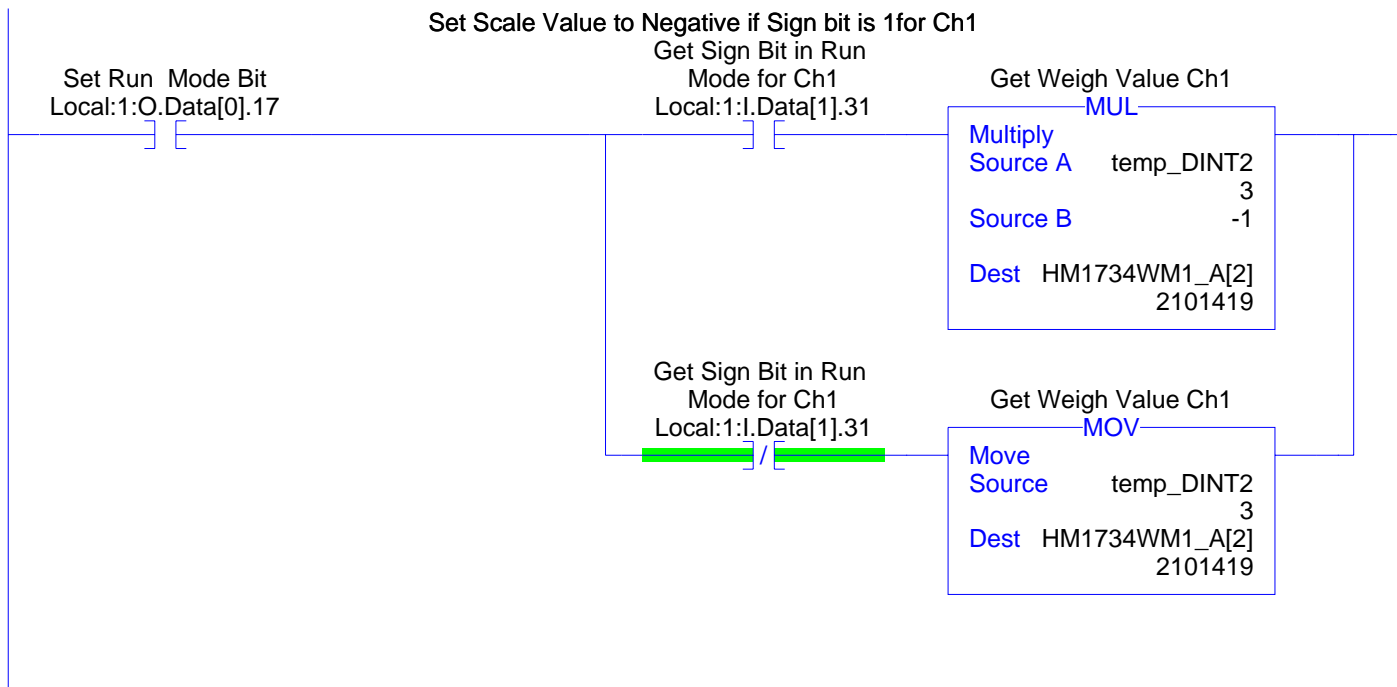 Set Scale Value to Negative if Sign bit is 1for Ch1
Set Run  Mode Bit
Local:1:O.Data[0].17
Get Sign Bit in Run
Mode for Ch1
Local:1:I.Data[1].31
Get Weigh Value Ch1
MUL
Multiply
Source A temp_DINT2
3
Source B -1
Dest HM1734WM1_A[2]
2101419
Get Sign Bit in Run
Mode for Ch1
Local:1:I.Data[1].31
/
Get Weigh Value Ch1
MOV
Move
Source temp_DINT2
3
Dest HM1734WM1_A[2]
2101419